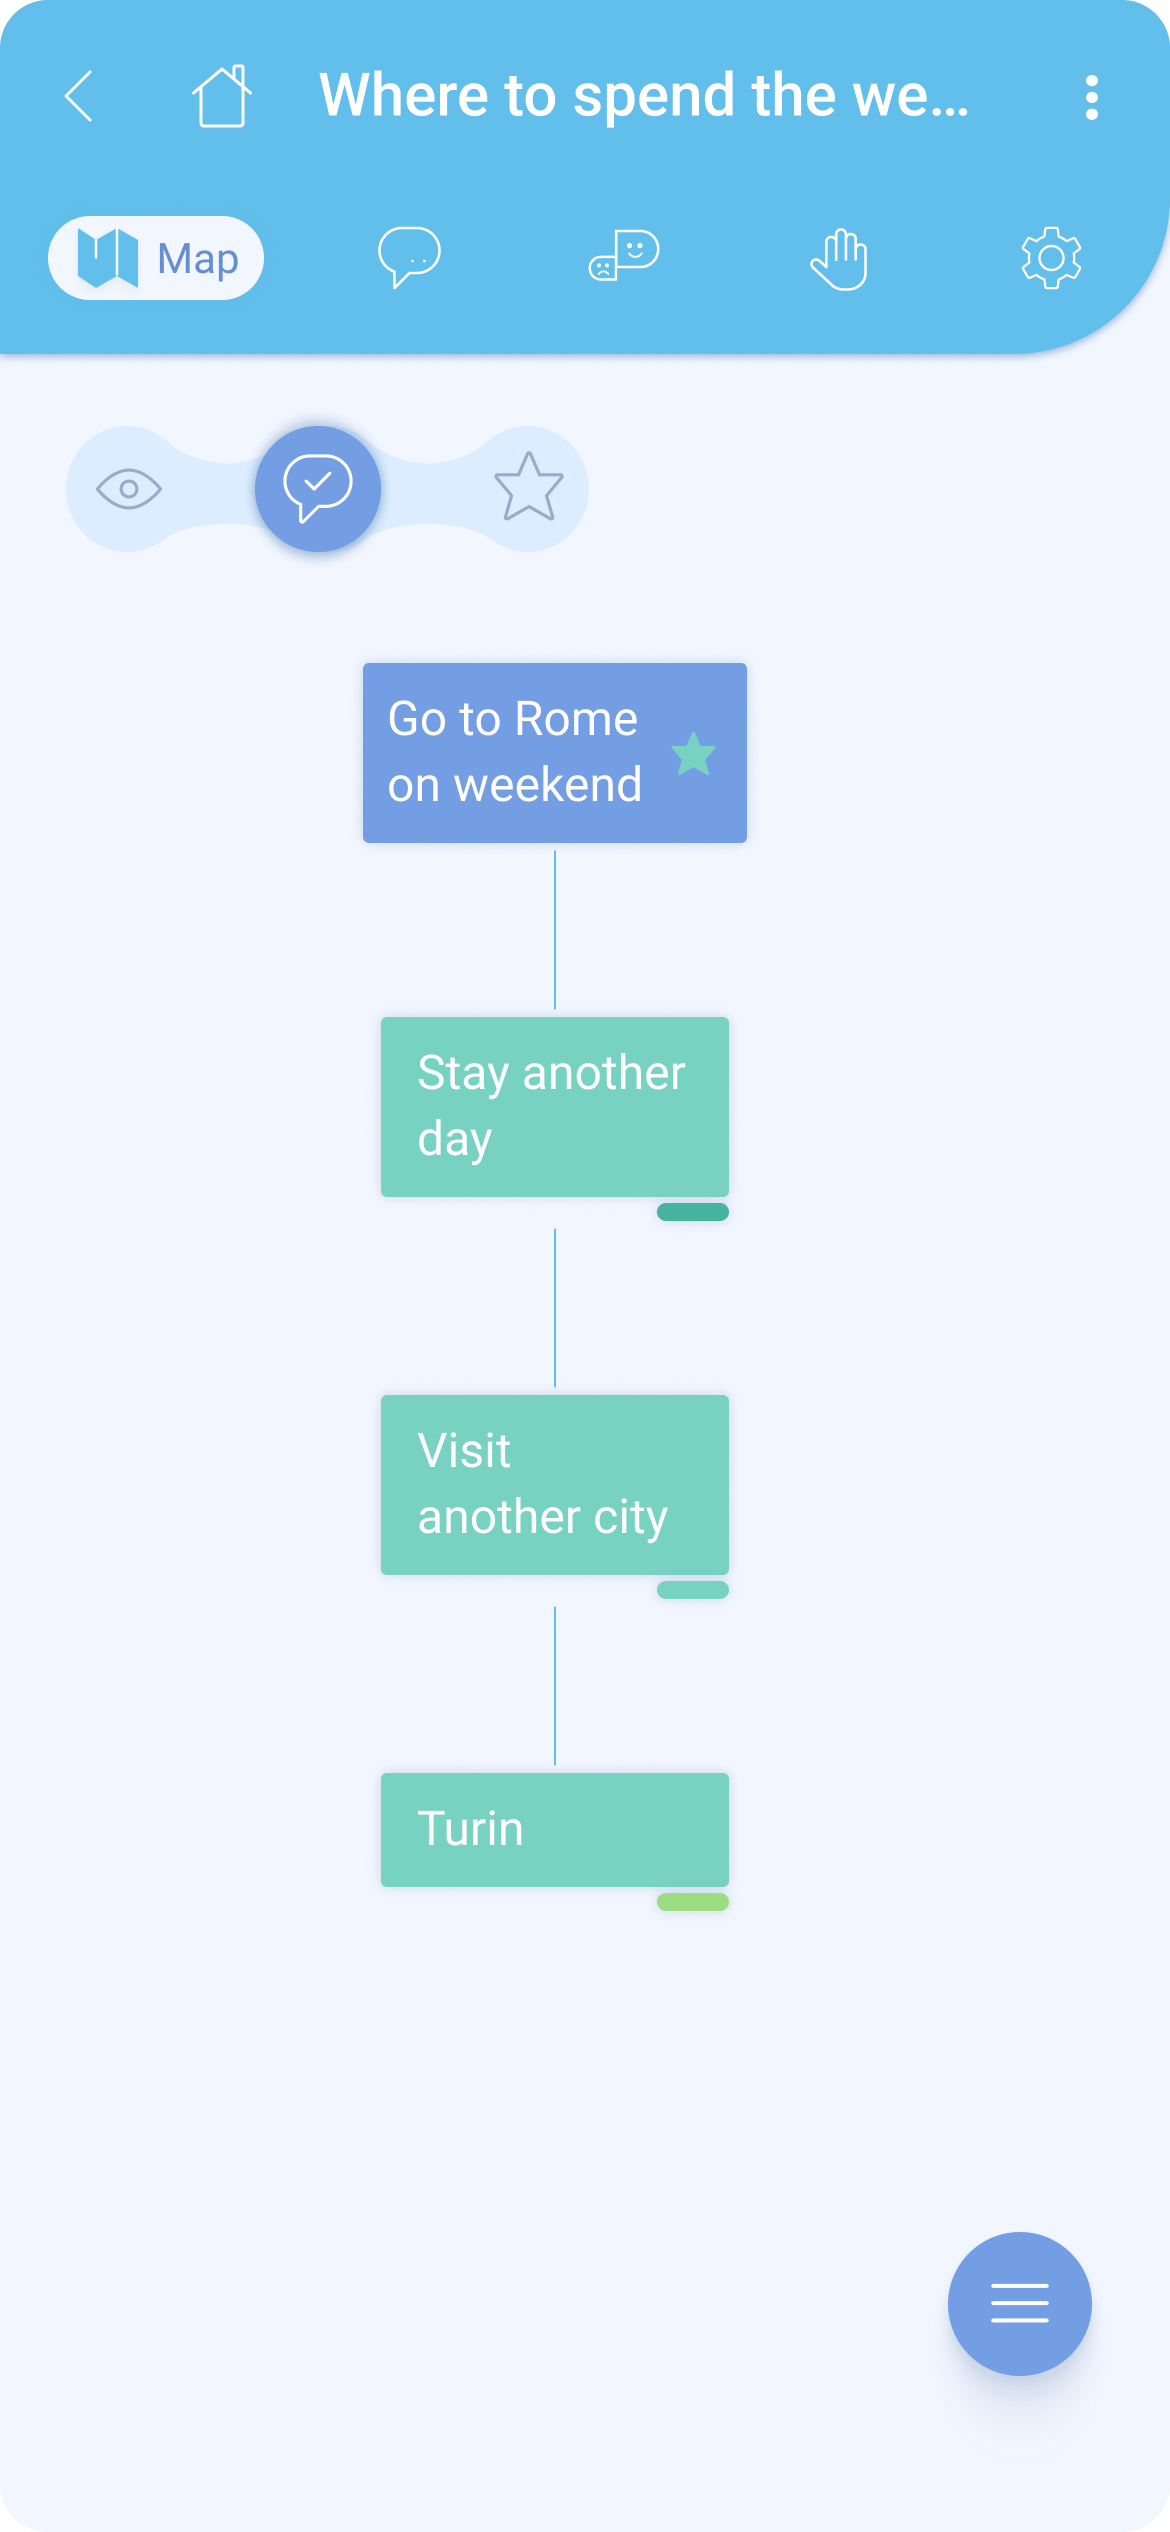 Where to spend the we...
Map
Go to Rome
on weekend
Stay another
day
Visit
another city
Turin